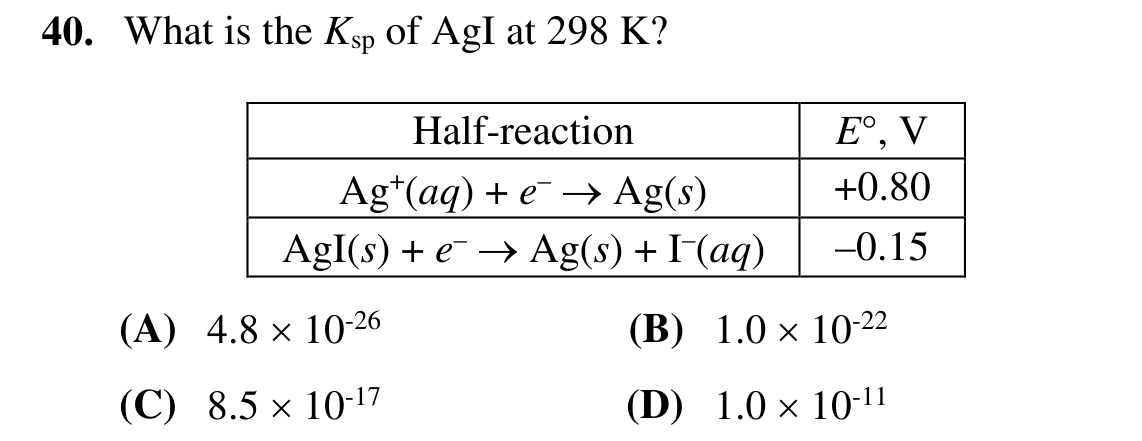 40. What is the Ksp of AgI at 298 K?
Half-reaction E°, V
Ag⁺(aq) + e⁻ → Ag(s) +0.80
AgI(s) + e⁻ → Ag(s) + I⁻(aq) –0.15
(A) 4.8 × 10⁻²⁶ (B) 1.0 × 10⁻²²
(C) 8.5 × 10⁻¹⁷ (D) 1.0 × 10⁻¹¹